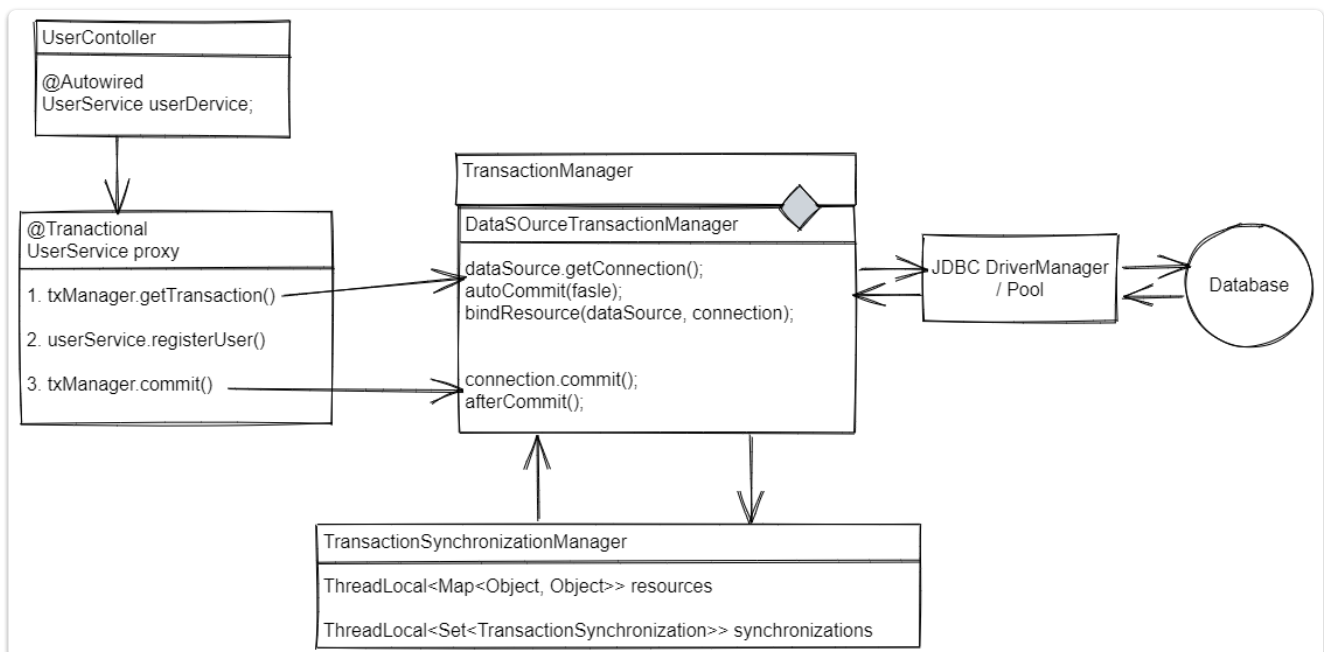 UserContoller
@Autowired
UserService userDervice;
@Tranactional
UserService proxy
1. txManager.getTransaction()
2. userService.registerUser()
3. txManager.commit()
TransactionManager
DataSOurceTransactionManager
dataSource.getConnection();
autoCommit(fasle);
bindResource(dataSource, connection);
connection.commit();
afterCommit();
JDBC DriverManager
/ Pool
Database
TransactionSynchronizationManager
ThreadLocal<Map<Object, Object>> resources
ThreadLocal<Set<TransactionSynchronization>> synchronizations